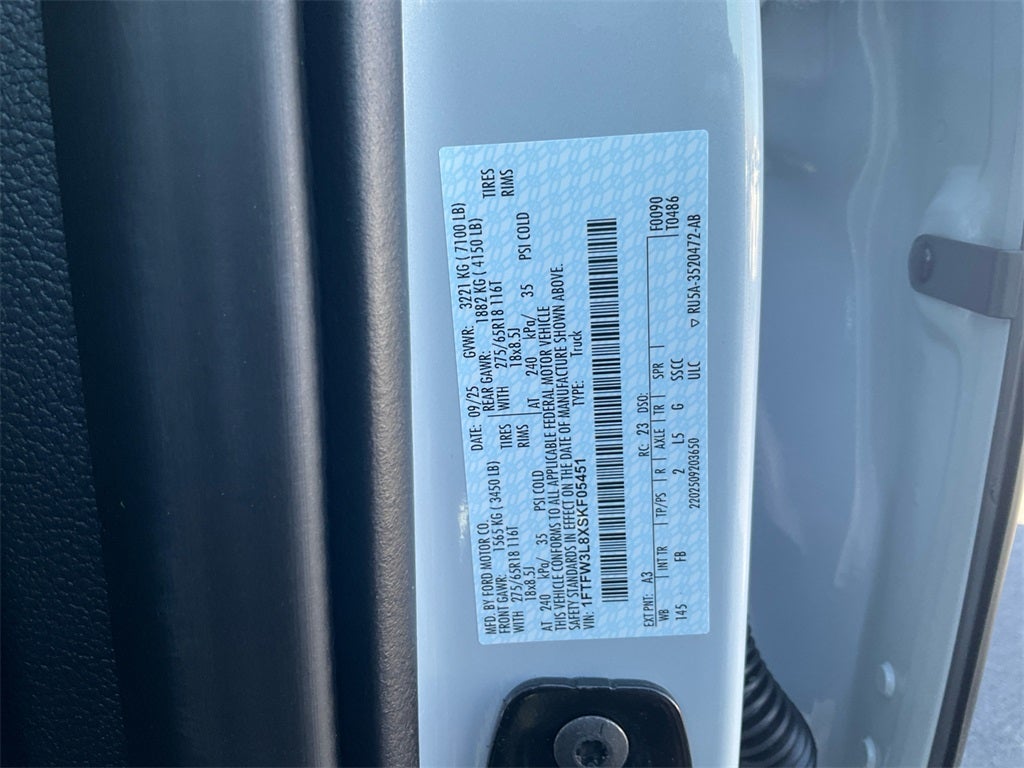 MFD. BY FORD MOTOR CO. DATE: 09/25 GVWR: 3221 KG ( 7100 LB)
FRONT GAWR: 1565 KG ( 3450 LB) REAR GAWR: 1882 KG ( 4150 LB)
WITH 275/65R18 116T TIRES WITH 275/65R18 116T TIRES
18x8.5J RIMS 18x8.5J RIMS
AT 240 kPa/ 35 PSI COLD AT 240 kPa/ 35 PSI COLD
THIS VEHICLE CONFORMS TO ALL APPLICABLE FEDERAL MOTOR VEHICLE
SAFETY STANDARDS IN EFFECT ON THE DATE OF MANUFACTURE SHOWN ABOVE.
VIN: 1FTFW3L8XSKF05451 TYPE: Truck
EXT PNT: A3 RC: 23 DSO: F0090
WB INT TR TP/PS R AXLE TR SPR T0486
145 FB 2 L5 G SSCC
2202509203650 ULC ▽ RU5A-3520472-AB